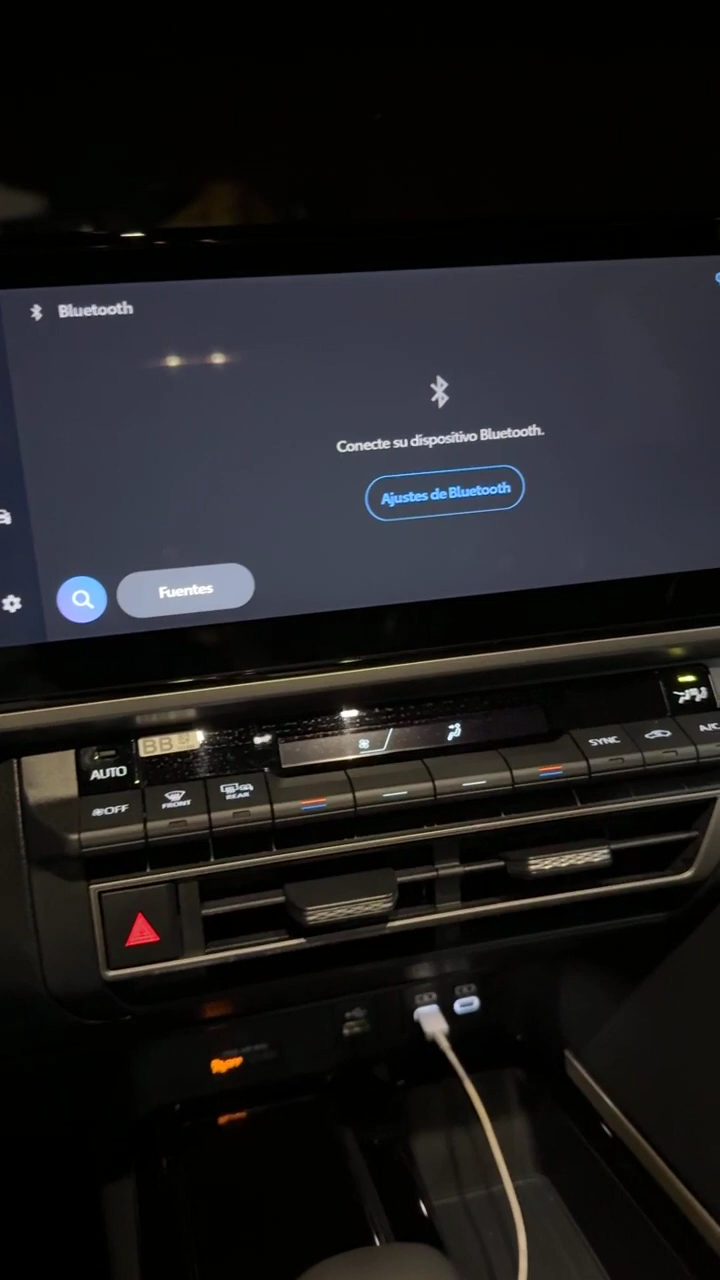 Bluetooth
Conecte su dispositivo Bluetooth.
Ajustes de Bluetooth
Fuentes
AUTO
OFF
FRONT
REAR
SYNC
A/C